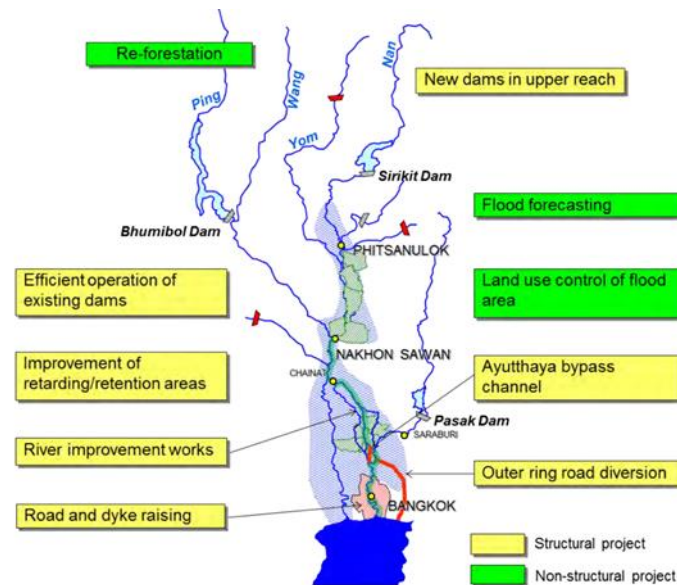 Re-forestation
New dams in upper reach
Ping
Wang
Yom
Nan
Sirikit Dam
Flood forecasting
Bhumibol Dam
PHITSANULOK
Efficient operation of
existing dams
Land use control of flood
area
NAKHON SAWAN
Improvement of
retarding/retention areas
CHAINAT
Ayutthaya bypass
channel
Pasak Dam
SARABURI
River improvement works
Outer ring road diversion
Road and dyke raising
BANGKOK
Structural project
Non-structural project